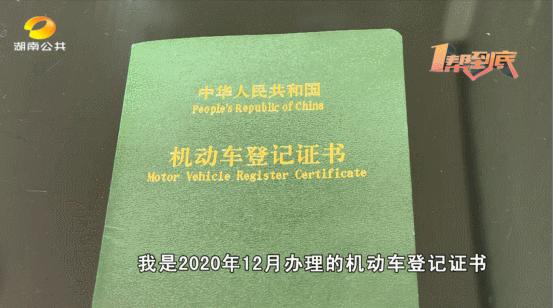 湖南公共
1帮到底
中华人民共和国
People's Republic of China
机动车登记证书
Motor Vehicle Register Certificate
我是2020年12月办理的机动车登记证书